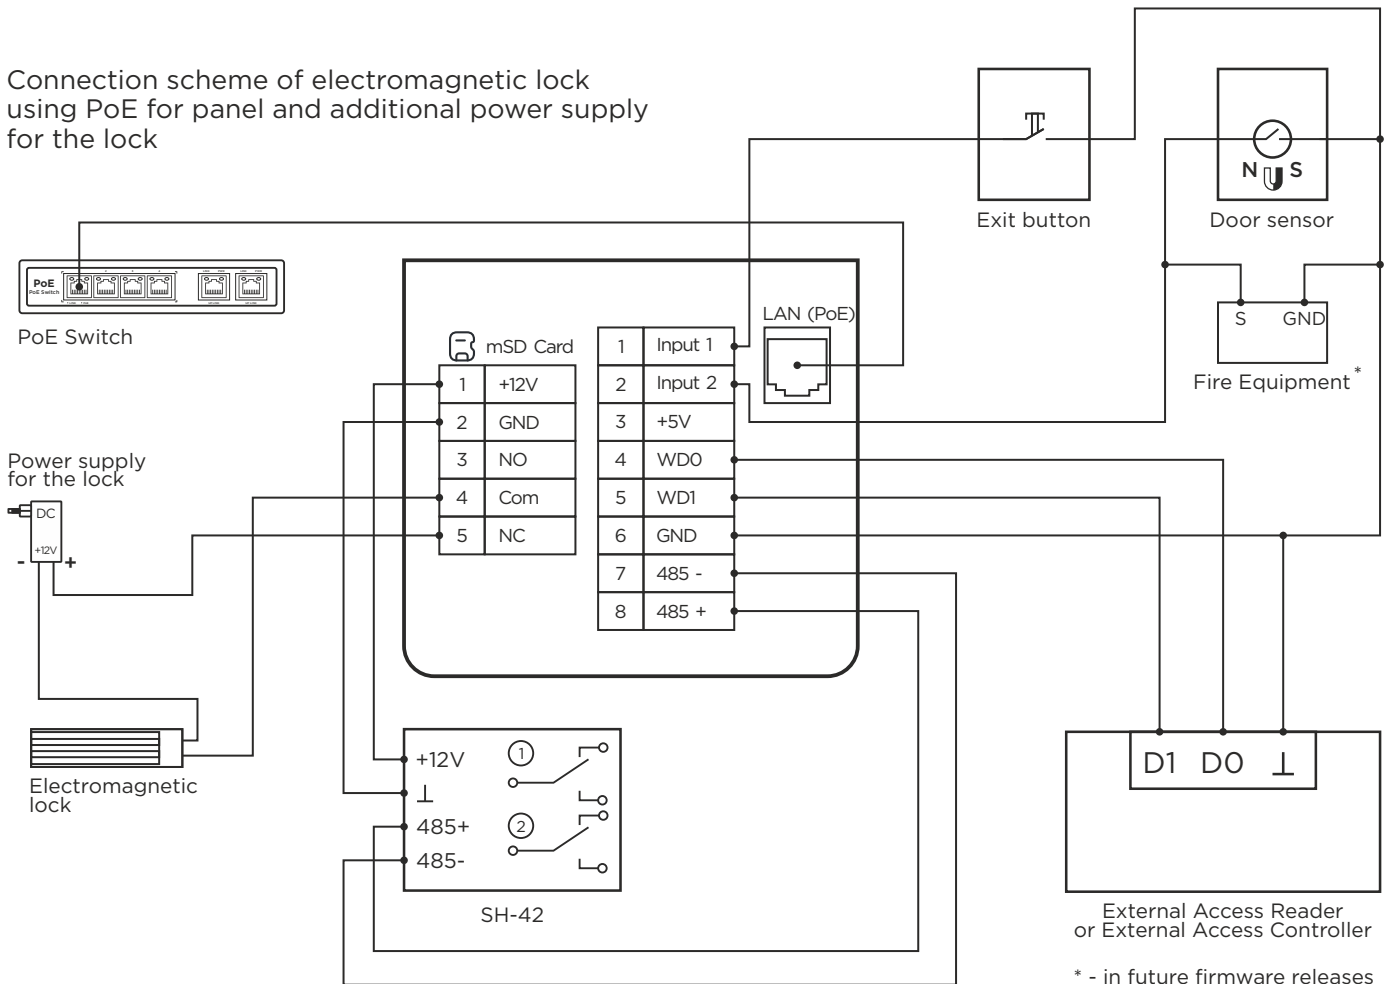 Connection scheme of electromagnetic lock
using PoE for panel and additional power supply
for the lock
Exit button
N S
Door sensor
S GND
Fire Equipment *
PoE
PoE Switch
PoE Switch
LAN (PoE)
mSD Card
1 +12V
2 GND
3 NO
4 Com
5 NC
1 Input 1
2 Input 2
3 +5V
4 WD0
5 WD1
6 GND
7 485 -
8 485 +
Power supply
for the lock
DC
+12V
- +
Electromagnetic
lock
+12V
485+
485-
1
2
SH-42
D1 D0
External Access Reader
or External Access Controller
* - in future firmware releases